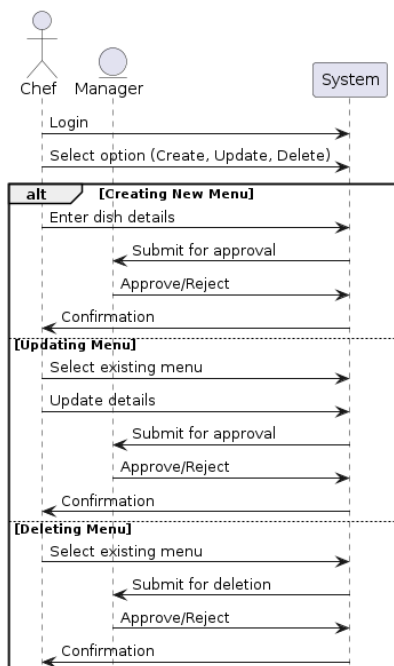 Chef
Manager
System
Login
Select option (Create, Update, Delete)
alt [Creating New Menu]
Enter dish details
Submit for approval
Approve/Reject
Confirmation
[Updating Menu]
Select existing menu
Update details
Submit for approval
Approve/Reject
Confirmation
[Deleting Menu]
Select existing menu
Submit for deletion
Approve/Reject
Confirmation